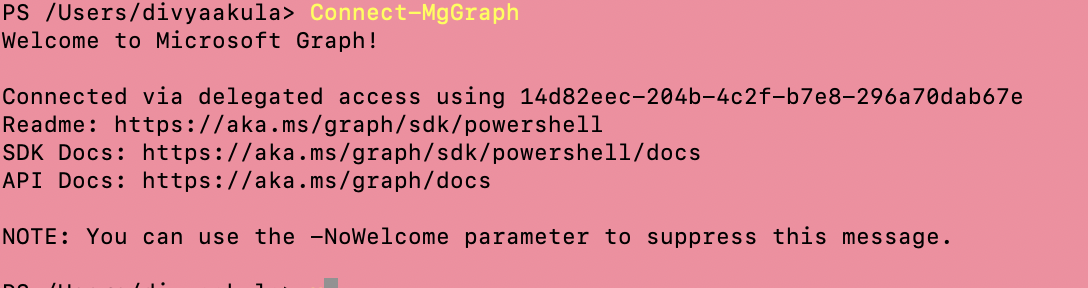 PS /Users/divyaakula> Connect-MgGraph
Welcome to Microsoft Graph!
Connected via delegated access using 14d82eec-204b-4c2f-b7e8-296a70dab67e
Readme: https://aka.ms/graph/sdk/powershell
SDK Docs: https://aka.ms/graph/sdk/powershell/docs
API Docs: https://aka.ms/graph/docs
NOTE: You can use the -NoWelcome parameter to suppress this message.